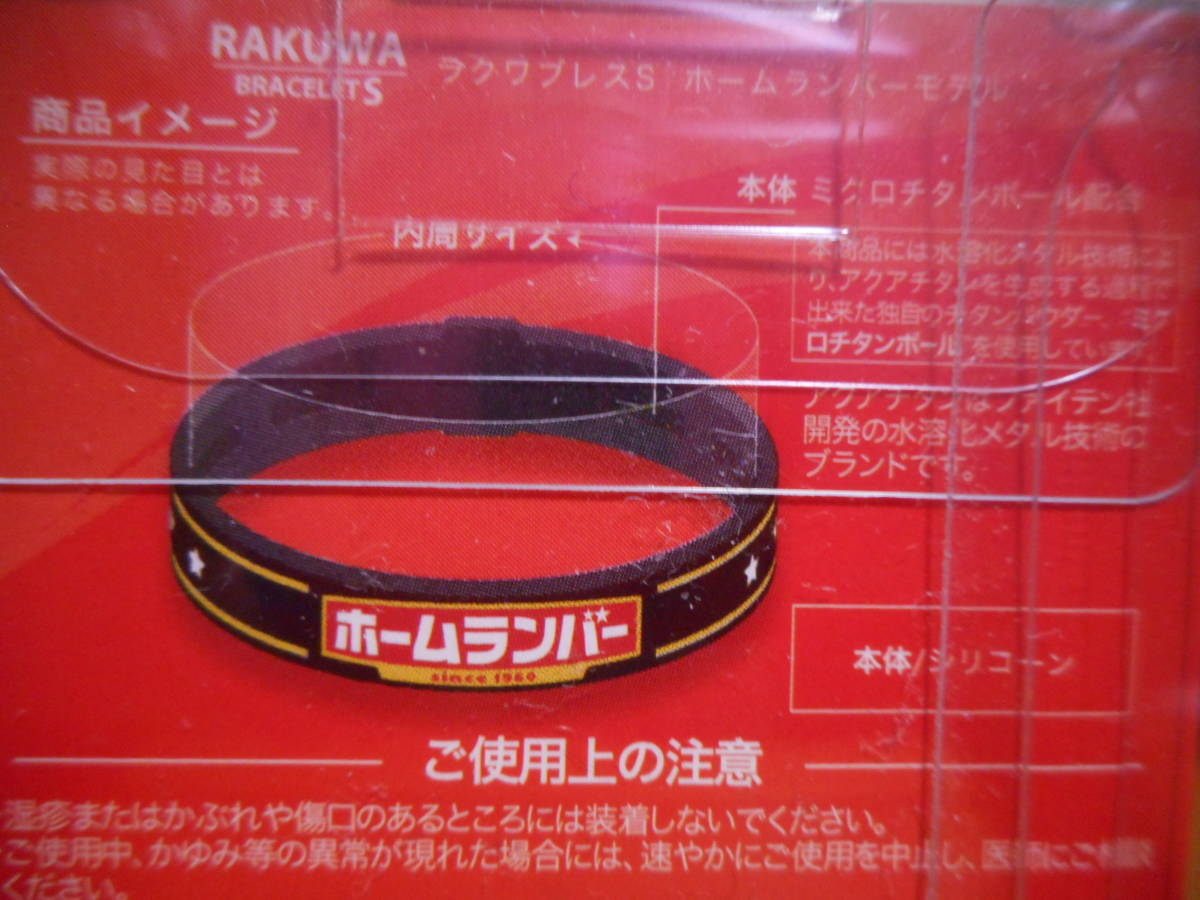 RAKUWA
BRACELET S
ラクワブレスS ホームランバーモデル
商品イメージ
実際の見た目とは
異なる場合があります。
内周サイズ
本体 ミクロチタンボール配合
本商品には水溶化メタル技術によ
り、アクアチタンを生成する過程で
出来た独自のチタンパウダー、ミク
ロチタンボールを使用しています。
アクアチタンはファイテン社
開発の水溶化メタル技術の
ブランドです。
ホームランバー
since 1960
本体/シリコーン
ご使用上の注意
湿疹またはかぶれや傷口のあるところには装着しないでください。
ご使用中、かゆみ等の異常が現れた場合には、速やかにご使用を中止し、医師にご相談
ください。